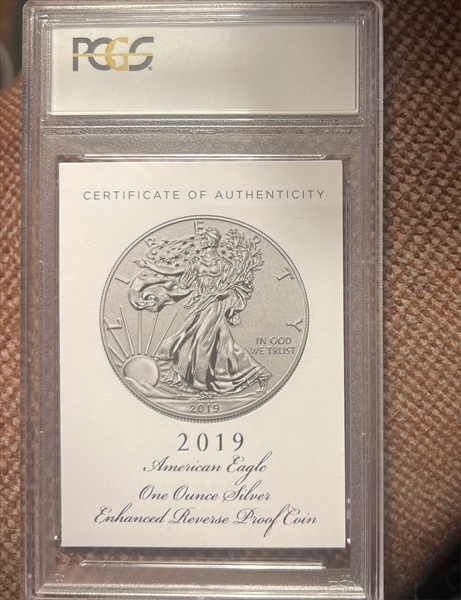 PCGS
CERTIFICATE OF AUTHENTICITY
LIBERTY
IN GOD
WE TRUST
2019
2019
American Eagle
One Ounce Silver
Enhanced Reverse Proof Coin